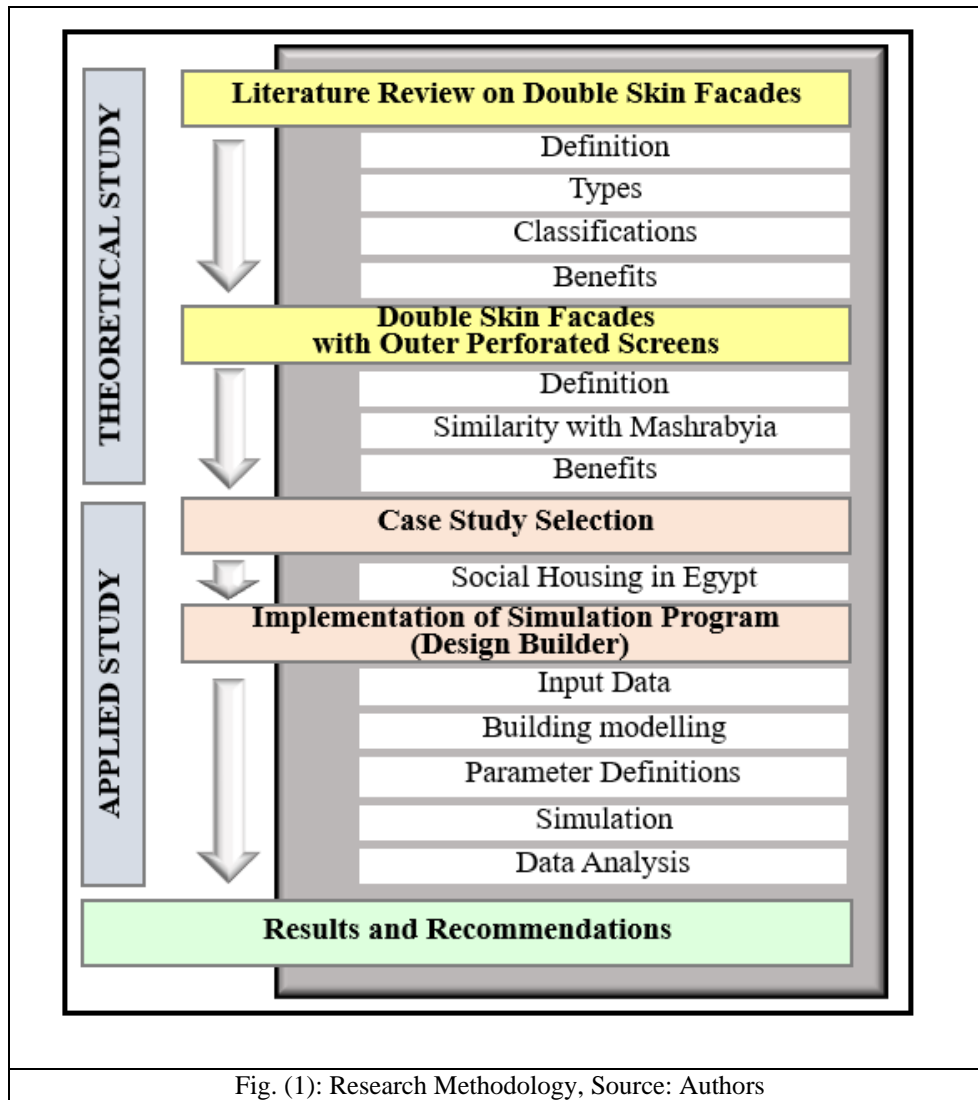 THEORETICAL STUDY
Literature Review on Double Skin Facades
Definition
Types
Classifications
Benefits
Double Skin Facades
with Outer Perforated Screens
Definition
Similarity with Mashrabyia
Benefits
APPLIED STUDY
Case Study Selection
Social Housing in Egypt
Implementation of Simulation Program
(Design Builder)
Input Data
Building modelling
Parameter Definitions
Simulation
Data Analysis
Results and Recommendations
Fig. (1): Research Methodology, Source: Authors